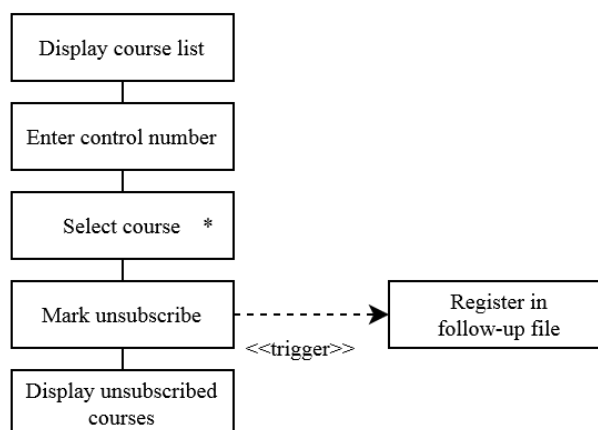 Display course list
Enter control number
Select course *
Mark unsubscribe
<<trigger>>
Register in
follow-up file
Display unsubscribed
courses